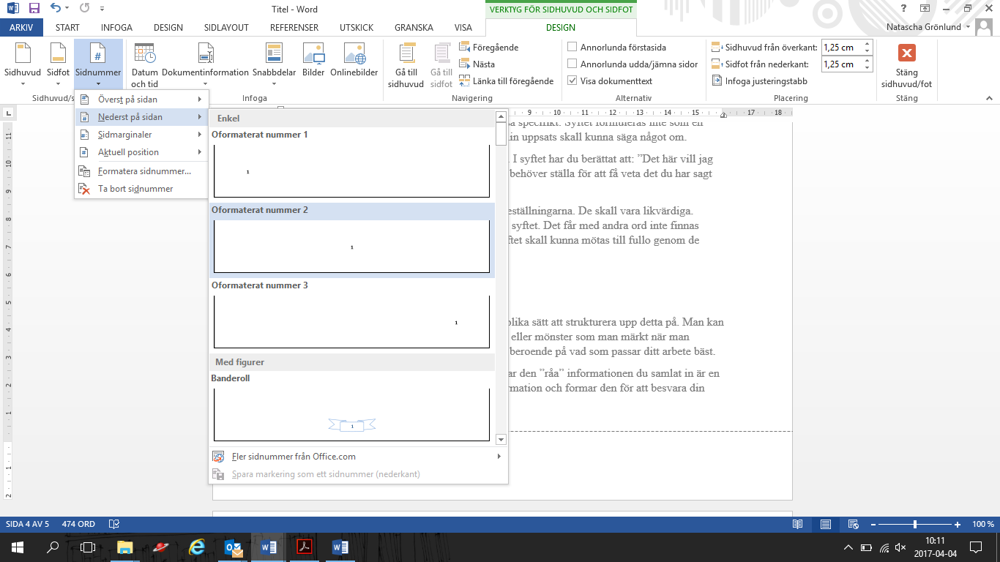 Titel - Word
VERKTYG FÖR SIDHUVUD OCH SIDFOT
?
ARKIV START INFOGA DESIGN SIDLAYOUT REFERENSER UTSKICK GRANSKA VISA DESIGN
Natascha Grönlund
Sidhuvud Sidfot Sidnummer
Datum och tid
Dokumentinformation
Snabbdelar
Bilder
Onlinebilder
Gå till sidhuvud
Gå till sidfot
Föregående
Nästa
Länka till föregående
Annorlunda förstasida
Annorlunda udda/jämna sidor
Visa dokumenttext
Sidhuvud från överkant: 1,25 cm
Sidfot från nederkant: 1,25 cm
Infoga justeringstabb
Stäng sidhuvud/fot
Sidhuvud/s
Infoga
Navigering
Alternativ
Placering
Stäng
Överst på sidan
Nederst på sidan
Sidmarginaler
Aktuell position
Formatera sidnummer...
Ta bort sidnummer
Enkel
Oformaterat nummer 1
1
Oformaterat nummer 2
1
Oformaterat nummer 3
1
Med figurer
Banderoll
1
Fler sidnummer från Office.com
Spara markering som ett sidnummer (nederkant)
9 10 11 12 13 14 15 17 18
11
10
9
8
7
6
5
4
3
2
1
1
2
specifikt. Syftet formuleras inte som en
in uppsats skall kunna säga något om.
I syftet har du berättat att: ”Det här vill jag
behöver ställa för att få veta det du har sagt
eställningarna. De skall vara likvärdiga.
syftet. Det får med andra ord inte finnas
ftet skall kunna mötas till fullo genom de
olika sätt att strukturera upp detta på. Man kan
eller mönster som man märkt när man
beroende på vad som passar ditt arbete bäst.
ar den ”råa” informationen du samlat in är en
rmation och formar den för att besvara din
SIDA 4 AV 5 474 ORD
100 %
10:11
2017-04-04